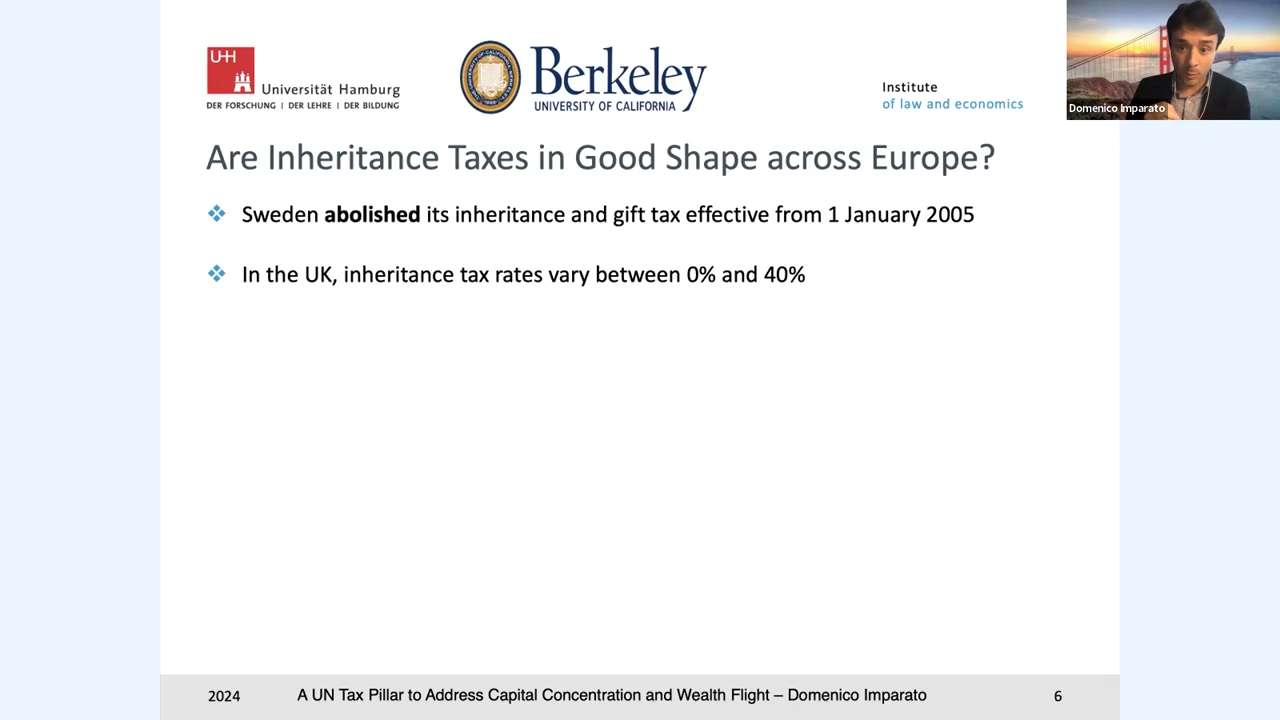 UHH
Universität Hamburg
DER FORSCHUNG | DER LEHRE | DER BILDUNG
Berkeley
UNIVERSITY OF CALIFORNIA
Institute
of law and economics
Domenico Imparato
Are Inheritance Taxes in Good Shape across Europe?
Sweden abolished its inheritance and gift tax effective from 1 January 2005
In the UK, inheritance tax rates vary between 0% and 40%
2024
A UN Tax Pillar to Address Capital Concentration and Wealth Flight – Domenico Imparato
6